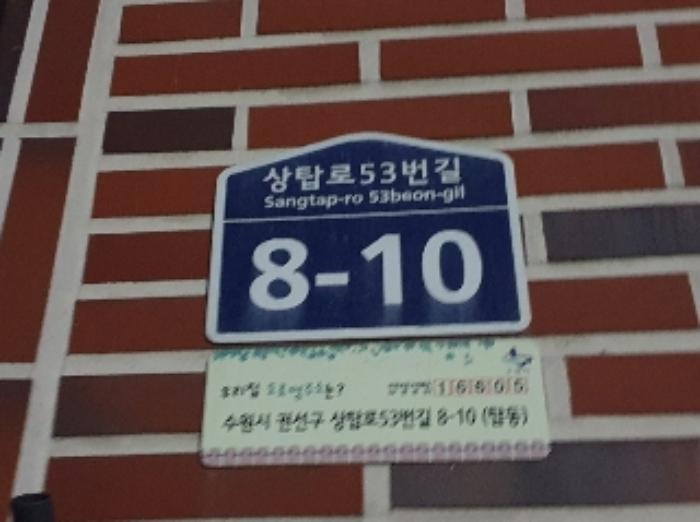 상탑로53번길
Sangtap-ro 53beon-gil
8-10
우리집 도로명주소는?
16605
수원시 권선구 상탑로53번길 8-10 (탑동)